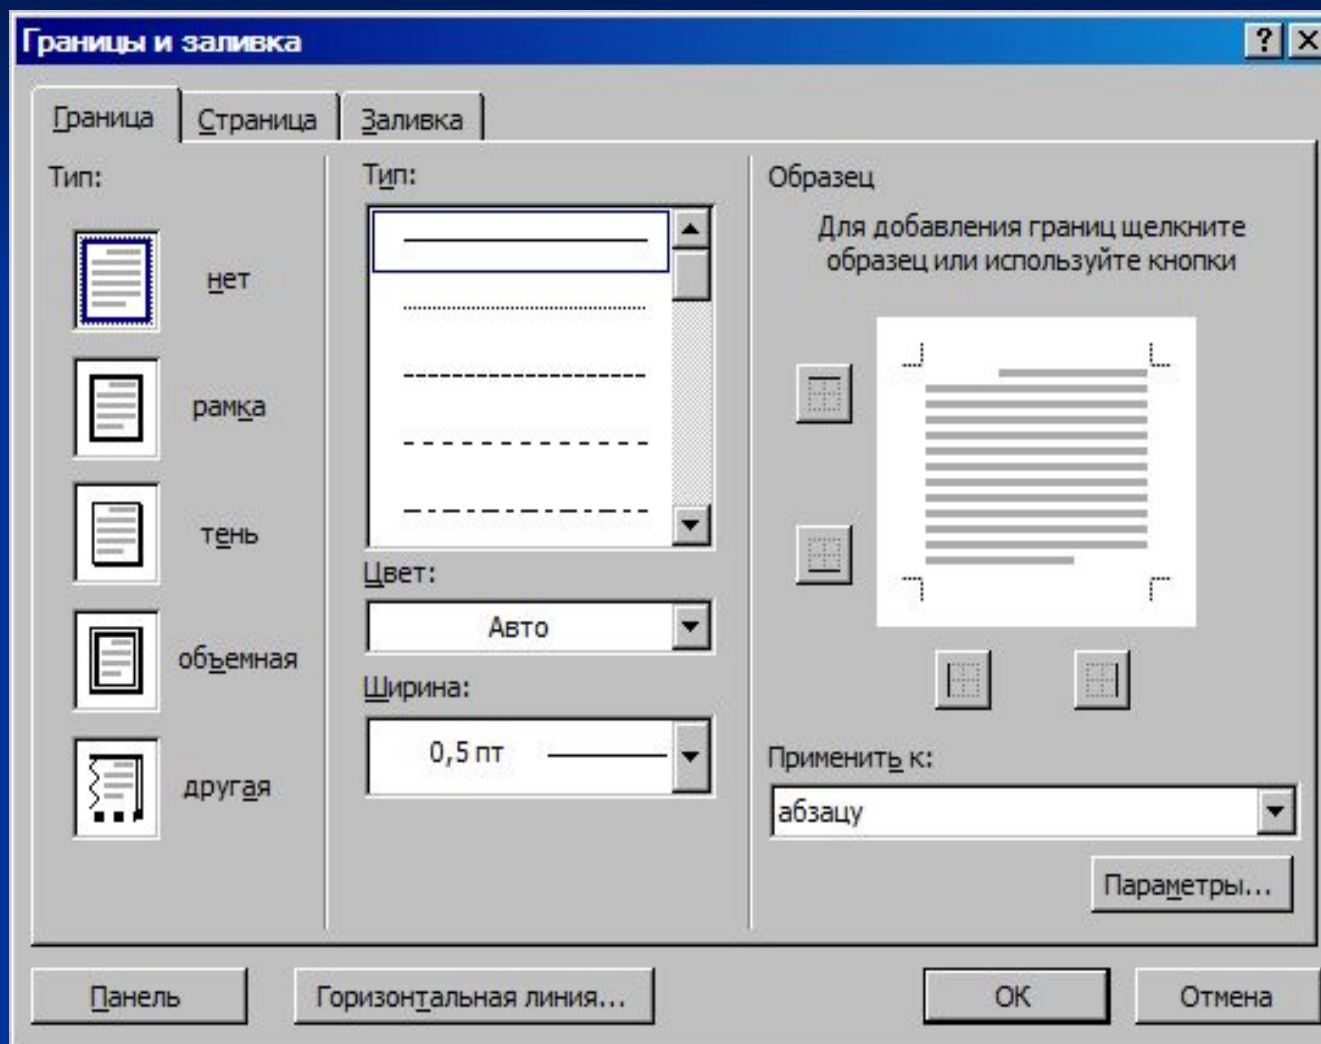 Границы и заливка
Граница
Страница
Заливка
Тип:
нет
рамка
тень
объемная
другая
Тип:
Цвет:
Авто
Ширина:
0,5 пт
Образец
Для добавления границ щелкните
образец или используйте кнопки
Применить к:
абзацу
Параметры...
Панель
Горизонтальная линия...
ОК
Отмена